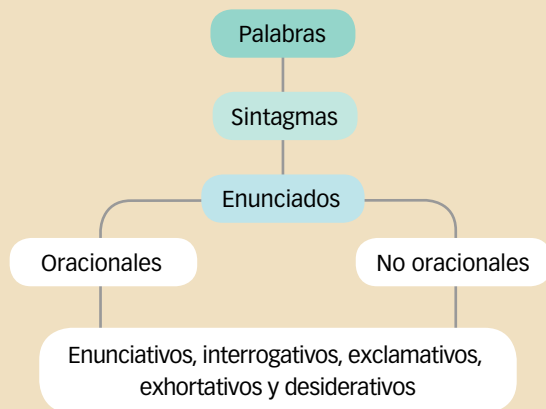 Palabras
Sintagmas
Enunciados
Oracionales
No oracionales
Enunciativos, interrogativos, exclamativos,
exhortativos y desiderativos